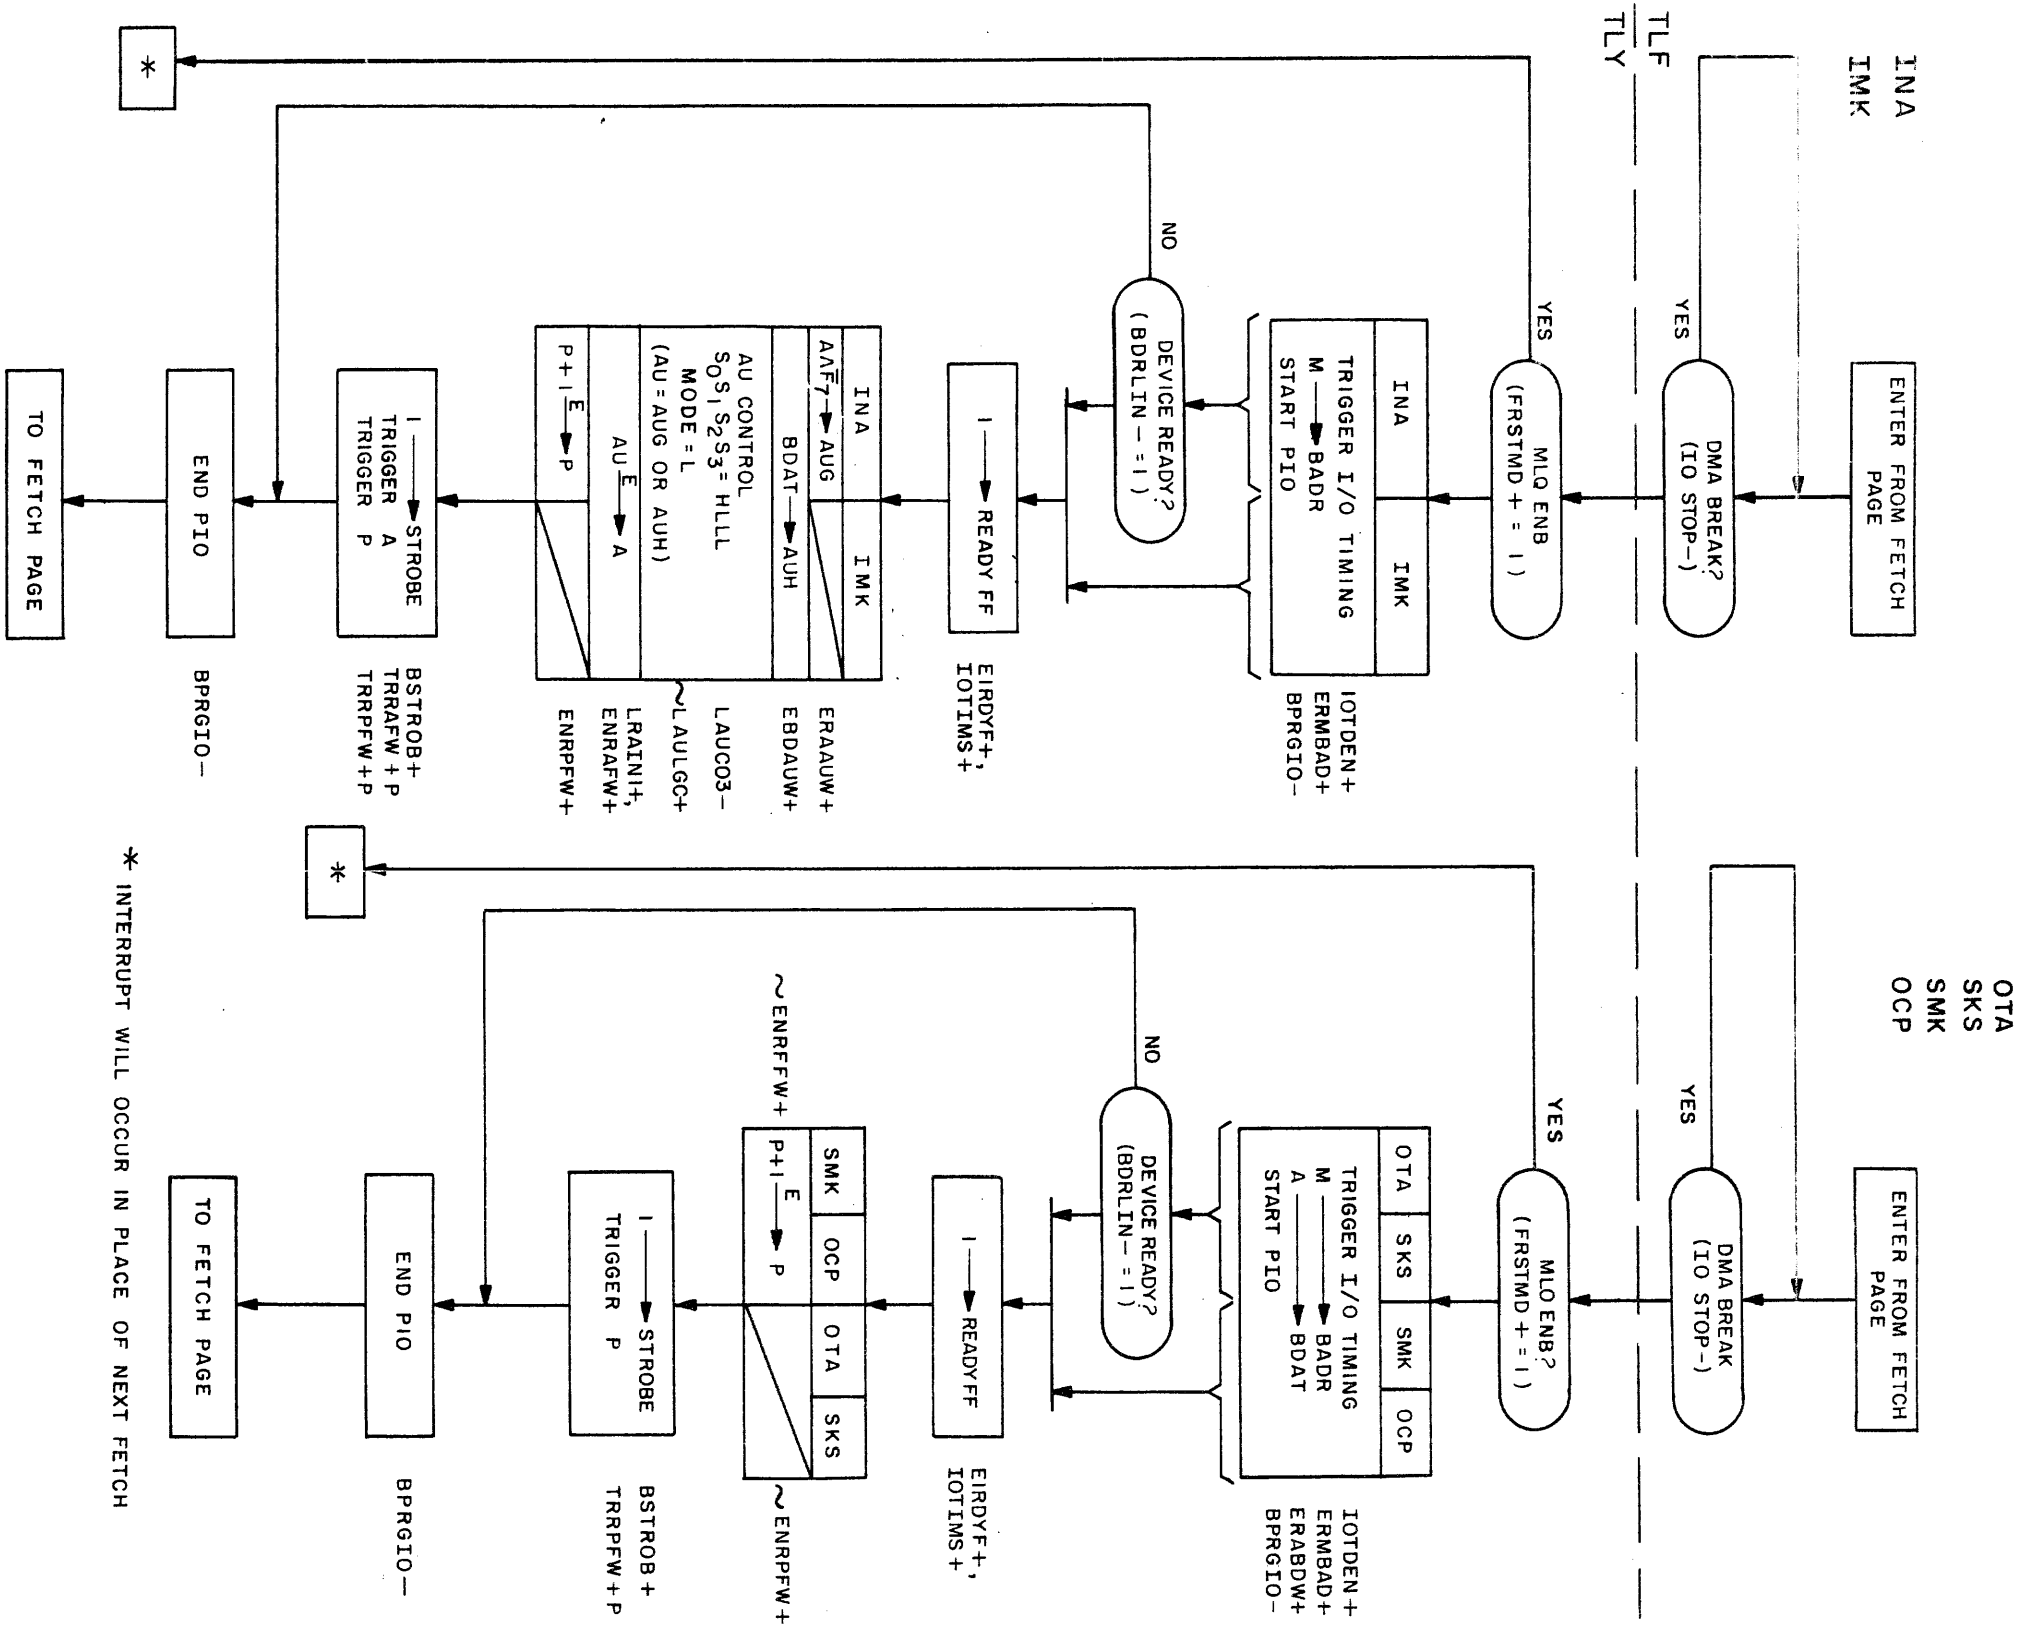 INA
IMK
TLF
TLY
ENTER FROM FETCH
PAGE
DMA BREAK?
(IO STOP-)
YES
MLQ ENB
(FRSTMD + = 1)
YES
INA
IMK
TRIGGER I/O TIMING
M → BADR
START PIO
IOTDEN+
ERMBAD+
BPRGIO-
DEVICE READY?
(BDRLIN- = 1)
NO
1 → READY FF
EIRDYF+,
IOTIMS+
INA
IMK
A∧F̅7 → AUG
ERAAUW+
BDAT → AUH
EBDAUW+
AU CONTROL
S0S1S2S3 = HLLL
MODE = L
(AU = AUG OR AUH)
LAUCO3-
~LAULGC+
AU E → A
LRAINI+,
ENRAFW+
P+1 E → P
ENRPFW+
1 → STROBE
TRIGGER A
TRIGGER P
BSTROB+
TRRAFW+P
TRRPFW+P
END PIO
BPRGIO-
TO FETCH PAGE
*
OTA
SKS
SMK
OCP
ENTER FROM FETCH
PAGE
DMA BREAK
(IO STOP-)
YES
MLO ENB?
(FRSTMD + = 1)
YES
OTA
SKS
SMK
OCP
TRIGGER I/O TIMING
M → BADR
A → BDAT
START PIO
IOTDEN+
ERMBAD+
ERABDW+
BPRGIO-
DEVICE READY?
(BDRLIN- = 1)
NO
1 → READYFF
EIRDYF+,
IOTIMS+
SMK
OCP
OTA
SKS
~ENRFFW+
P+1 E → P
~ENRPFW+
1 → STROBE
TRIGGER P
BSTROB+
TRRPFW+P
END PIO
BPRGIO-
TO FETCH PAGE
*
* INTERRUPT WILL OCCUR IN PLACE OF NEXT FETCH